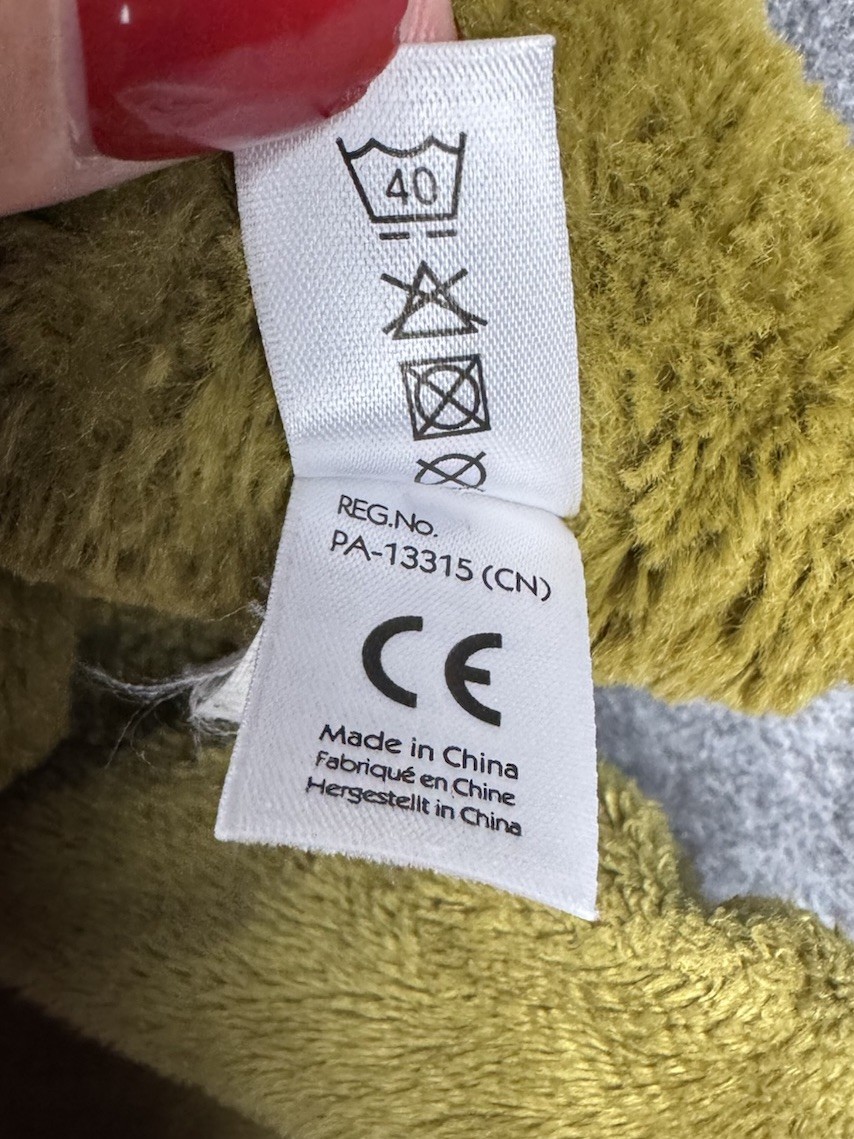 40
REG.No.
PA-13315 (CN)
CE
Made in China
Fabriqué en Chine
Hergestellt in China